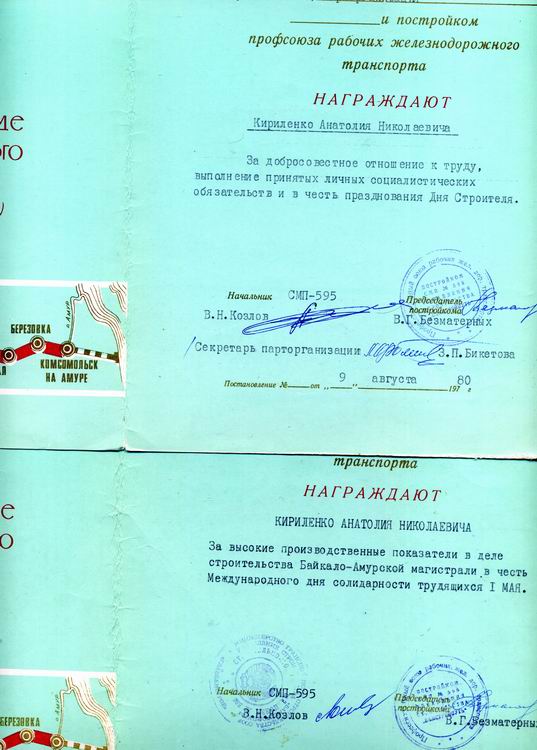 и постройком
профсоюза рабочих железнодорожного
транспорта
НАГРАЖДАЮТ
Кириленко Анатолия Николаевича
За добросовестное отношение к труду,
выполнение принятых личных социалистических
обязательств и в честь празднования Дня Строителя.
Начальник СМП-595
Председатель
постройкома
В.Н.Козлов
В.Г.Безматерных
Секретарь парторганизации З.П.Бикетова
Постановление № от „ 9 “ августа 197 80 г
БЕРЕЗОВКА
р. Амур
КОМСОМОЛЬСК
НА АМУРЕ
транспорта
НАГРАЖДАЮТ
КИРИЛЕНКО АНАТОЛИЯ НИКОЛАЕВИЧА
За высокие производственные показатели в деле
строительства Байкало-Амурской магистрали в честь
Международного дня солидарности трудящихся I МАЯ.
Начальник СМП-595
Председатель
постройкома
В.Н.Козлов
В.Г.Безматерных
БЕРЕЗОВКА
р. Амур